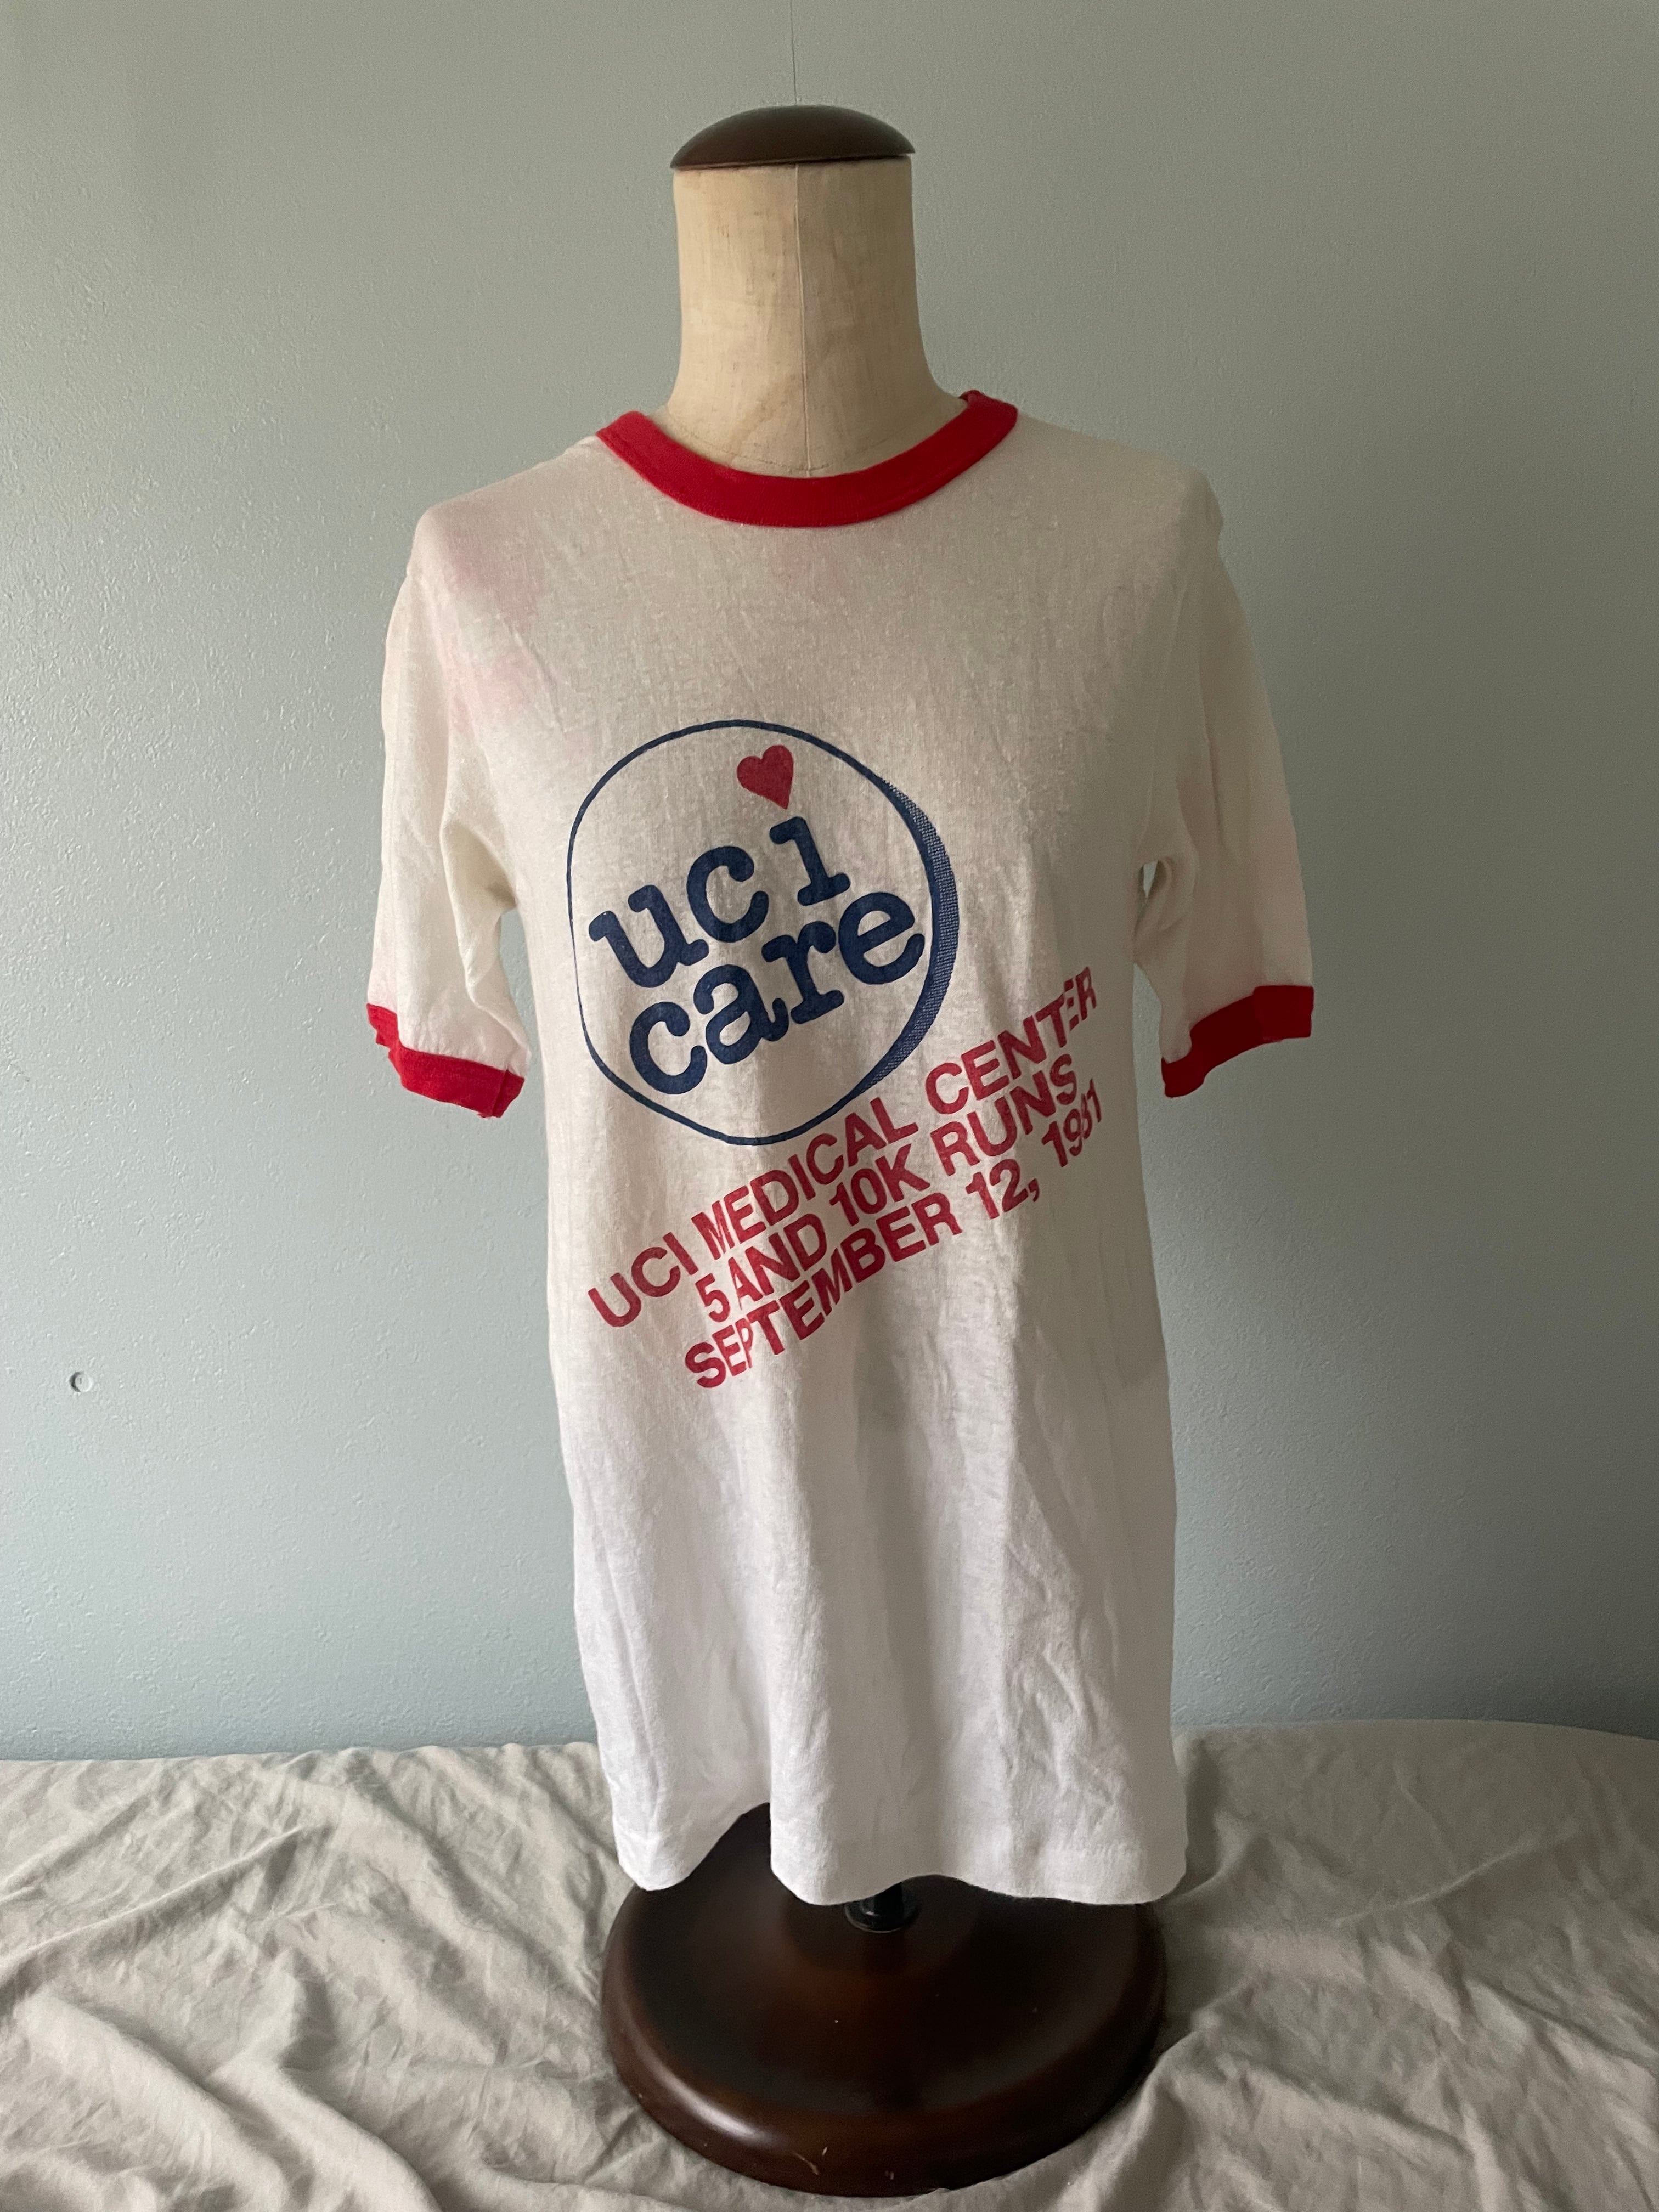 uci
care
UCI MEDICAL CENTER
5 AND 10K RUNS
SEPTEMBER 12, 1981